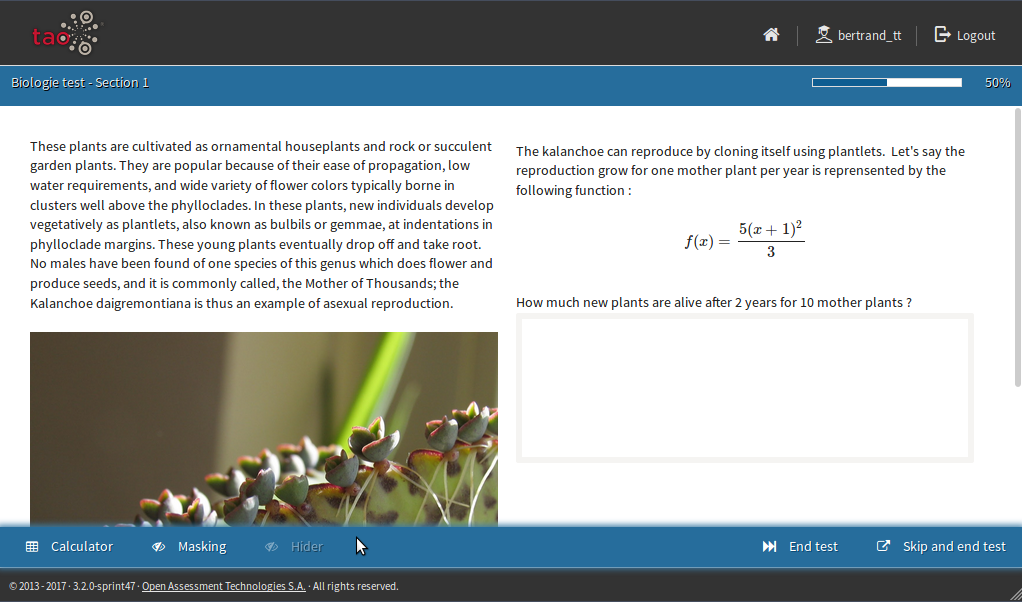 tao
bertrand_tt
Logout
Biologie test - Section 1
50%
These plants are cultivated as ornamental houseplants and rock or succulent
garden plants. They are popular because of their ease of propagation, low
water requirements, and wide variety of flower colors typically borne in
clusters well above the phylloclades. In these plants, new individuals develop
vegetatively as plantlets, also known as bulbils or gemmae, at indentations in
phylloclade margins. These young plants eventually drop off and take root.
No males have been found of one species of this genus which does flower and
produce seeds, and it is commonly called, the Mother of Thousands; the
Kalanchoe daigremontiana is thus an example of asexual reproduction.
The kalanchoe can reproduce by cloning itself using plantlets.  Let's say the
reproduction grow for one mother plant per year is reprensented by the
following function :
f(x) = 5(x + 1)² / 3
How much new plants are alive after 2 years for 10 mother plants ?
Calculator
Masking
Hider
End test
Skip and end test
© 2013 - 2017 · 3.2.0-sprint47 · Open Assessment Technologies S.A. · All rights reserved.